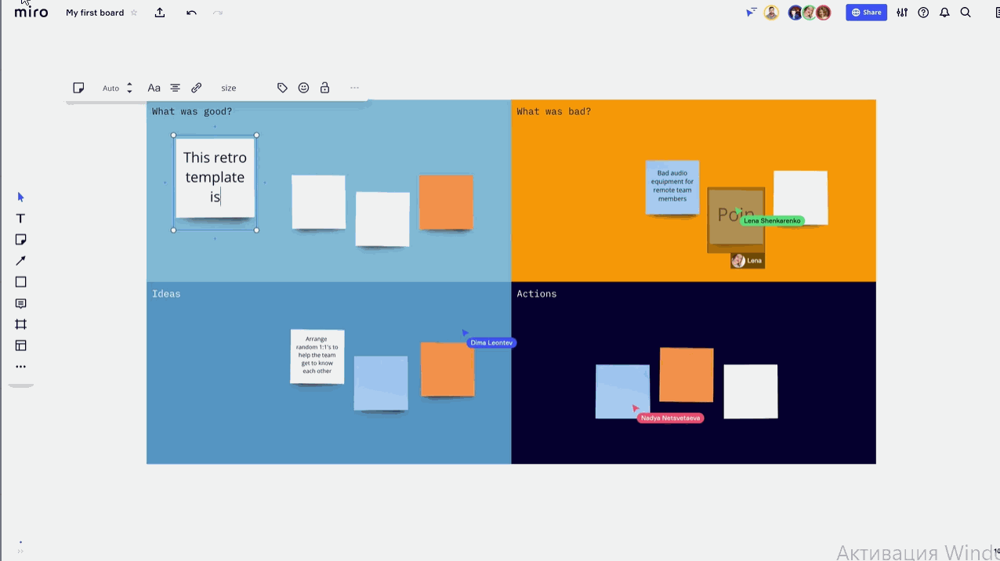 miro
My first board
Share
Auto
Aa
size
What was good?
What was bad?
This retro
template
is
Bad audio
equipment for
remote team
members
Poin
Lena Shenkarenko
Lena
Ideas
Actions
Arrange
random 1:1's to
help the team
get to know
each other
Dima Leontev
Nadya Netsvetaeva
Активация Windo